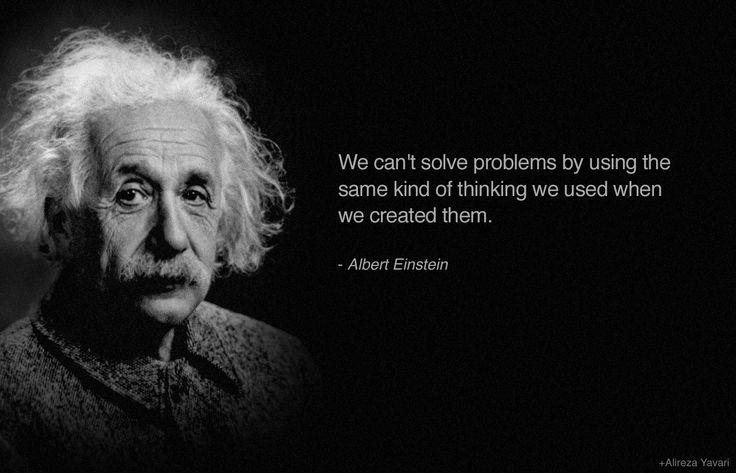 We can't solve problems by using the
same kind of thinking we used when
we created them.
- Albert Einstein
+Alireza Yavari